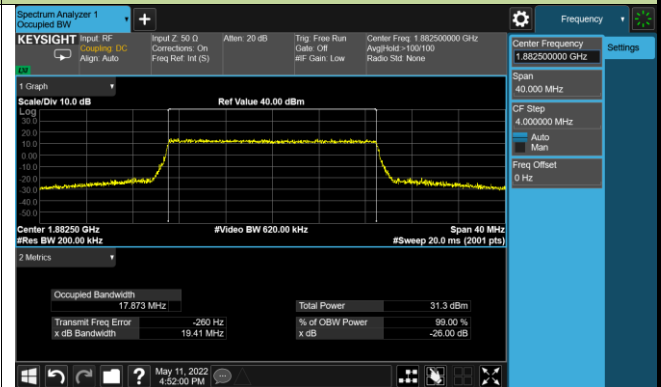 Spectrum Analyzer 1
Occupied BW
+
Frequency
KEYSIGHT
Input: RF
Coupling: DC
Align: Auto
Input Z: 50 Ω
Corrections: On
Freq Ref: Int (S)
Atten: 20 dB
Trig: Free Run
Gate: Off
#IF Gain: Low
Center Freq: 1.882500000 GHz
Avg|Hold:>100/100
Radio Std: None
Center Frequency
1.882500000 GHz
Settings
Span
40.000 MHz
CF Step
4.000000 MHz
Auto
Man
Freq Offset
0 Hz
1 Graph
Scale/Div 10.0 dB
Ref Value 40.00 dBm
Log
30.0
20.0
10.0
0.00
-10.0
-20.0
-30.0
-40.0
-50.0
Center 1.88250 GHz
#Video BW 620.00 kHz
Span 40 MHz
#Res BW 200.00 kHz
#Sweep 20.0 ms (2001 pts)
2 Metrics
Occupied Bandwidth
17.873 MHz
Total Power 31.3 dBm
Transmit Freq Error -260 Hz
% of OBW Power 99.00 %
x dB Bandwidth 19.41 MHz
x dB -26.00 dB
?
May 11, 2022
4:52:00 PM